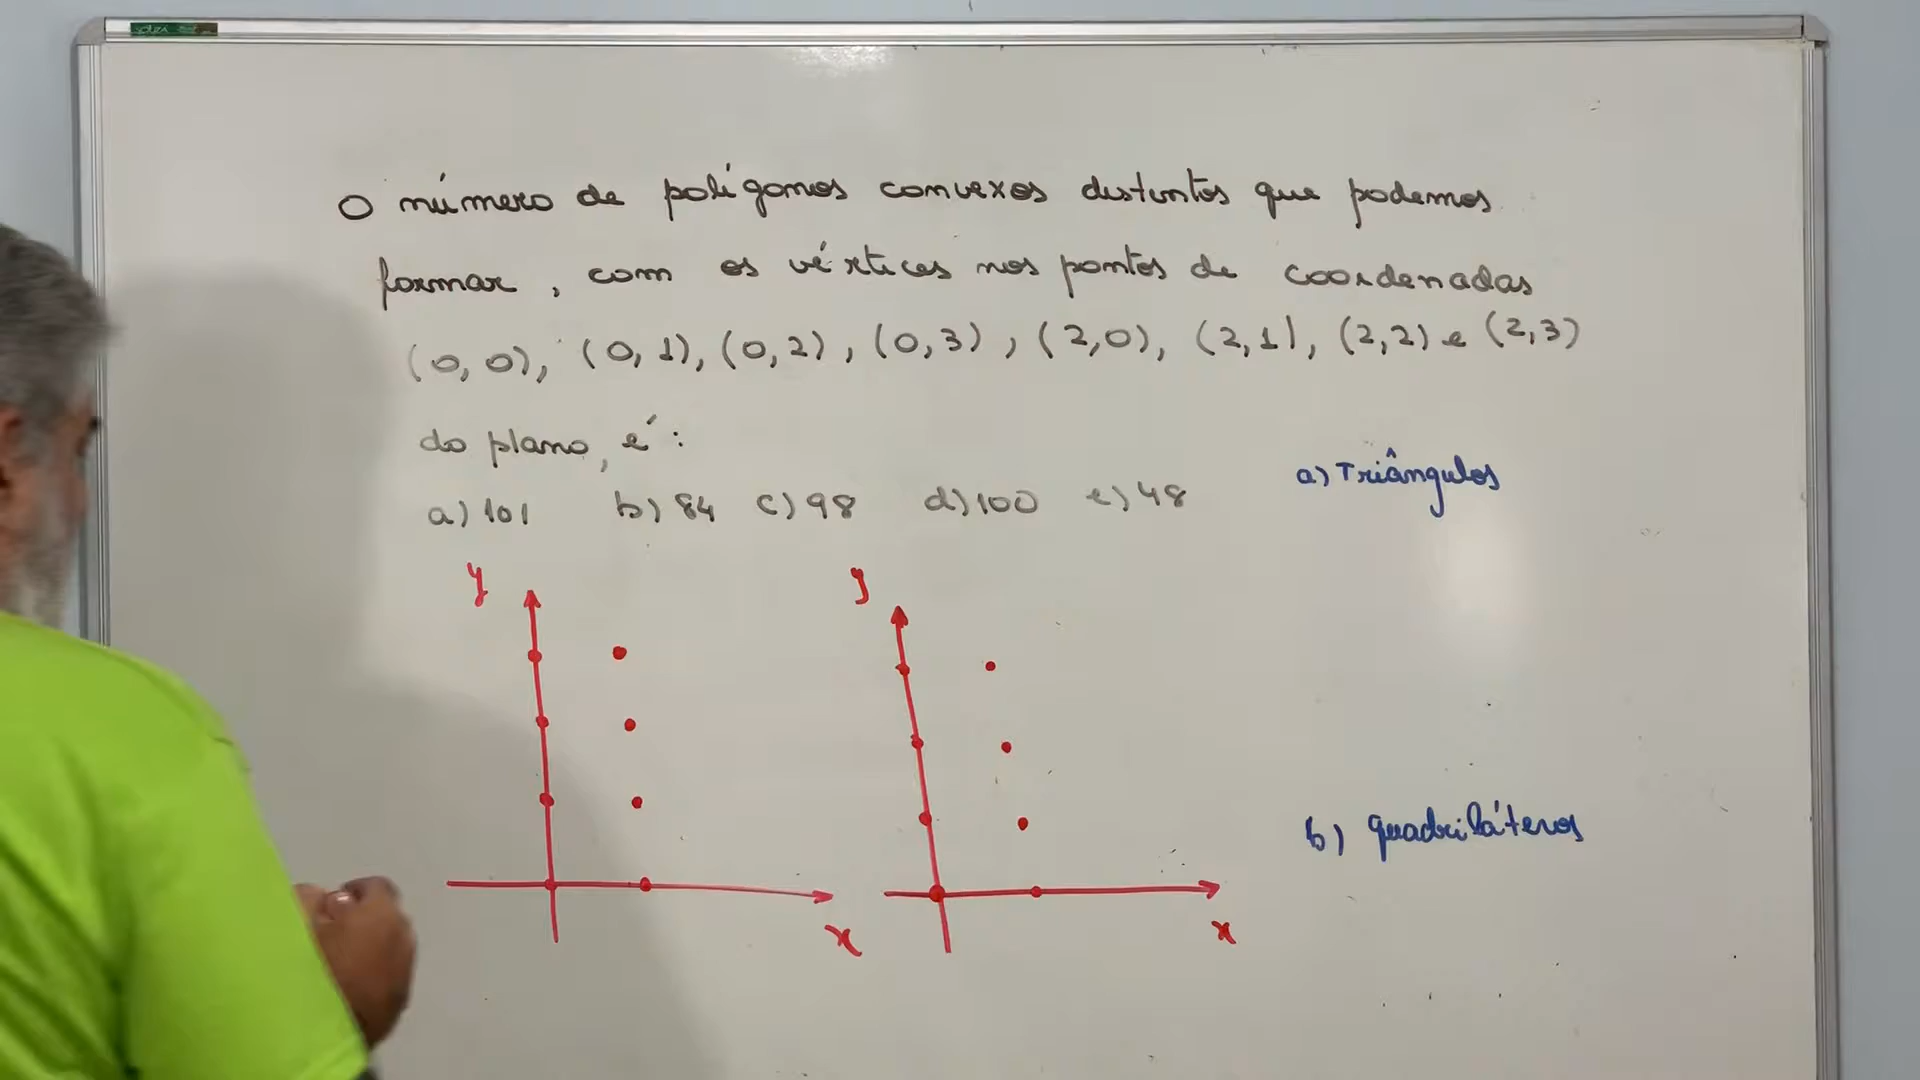 O número de polígonos convexos distintos que podemos
formar, com os vértices nos pontos de coordenadas
(0,0), (0,1), (0,2), (0,3), (2,0), (2,1), (2,2) e (2,3)
do plano, é:
a) 101 b) 84 c) 98 d) 100 e) 48
a) Triângulos
y
y
b) quadriláteros
x
x